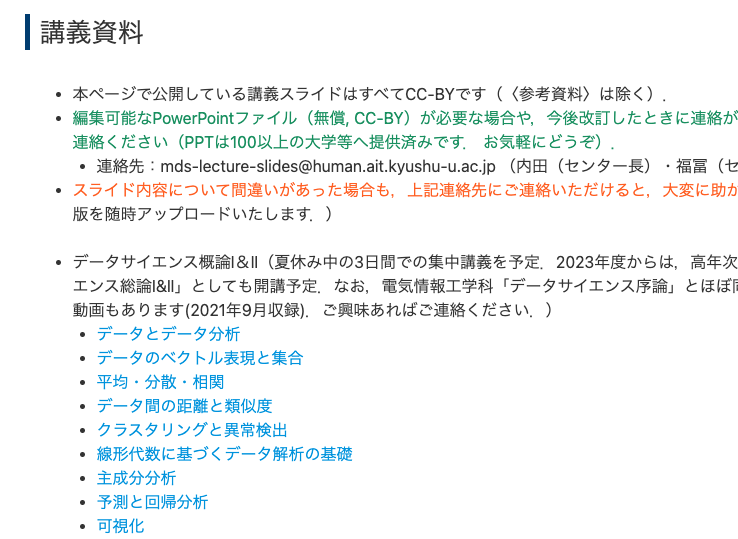 講義資料
本ページで公開している講義スライドはすべてCC-BYです（〈参考資料〉は除く）．
編集可能なPowerPointファイル（無償, CC-BY）が必要な場合や，今後改訂したときに連絡が
連絡ください（PPTは100以上の大学等へ提供済みです． お気軽にどうぞ）．
連絡先：mds-lecture-slides@human.ait.kyushu-u.ac.jp （内田（センター長）・福冨（セ
スライド内容について間違いがあった場合も，上記連絡先にご連絡いただけると，大変に助か
版を随時アップロードいたします．）
データサイエンス概論I＆II（夏休み中の3日間での集中講義を予定．2023年度からは，高年次
エンス総論I&II」としても開講予定．なお，電気情報工学科「データサイエンス序論」とほぼ同
動画もあります(2021年9月収録)．ご興味あればご連絡ください．）
データとデータ分析
データのベクトル表現と集合
平均・分散・相関
データ間の距離と類似度
クラスタリングと異常検出
線形代数に基づくデータ解析の基礎
主成分分析
予測と回帰分析
可視化